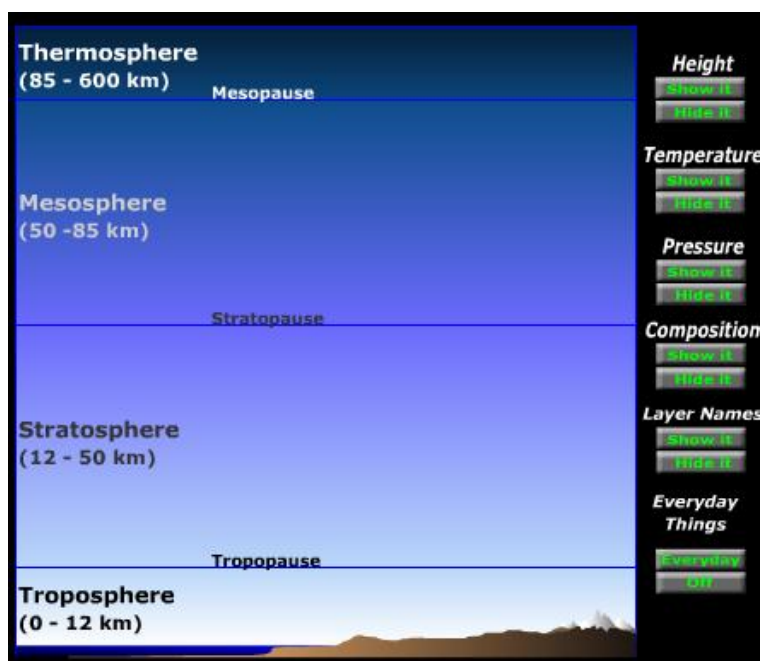 Thermosphere
(85 - 600 km)
Mesopause
Mesosphere
(50 -85 km)
Stratopause
Stratosphere
(12 - 50 km)
Tropopause
Troposphere
(0 - 12 km)
Height
Show it
Hide it
Temperature
Show it
Hide it
Pressure
Show it
Hide it
Composition
Show it
Hide it
Layer Names
Show it
Hide it
Everyday
Things
Everyday
Off